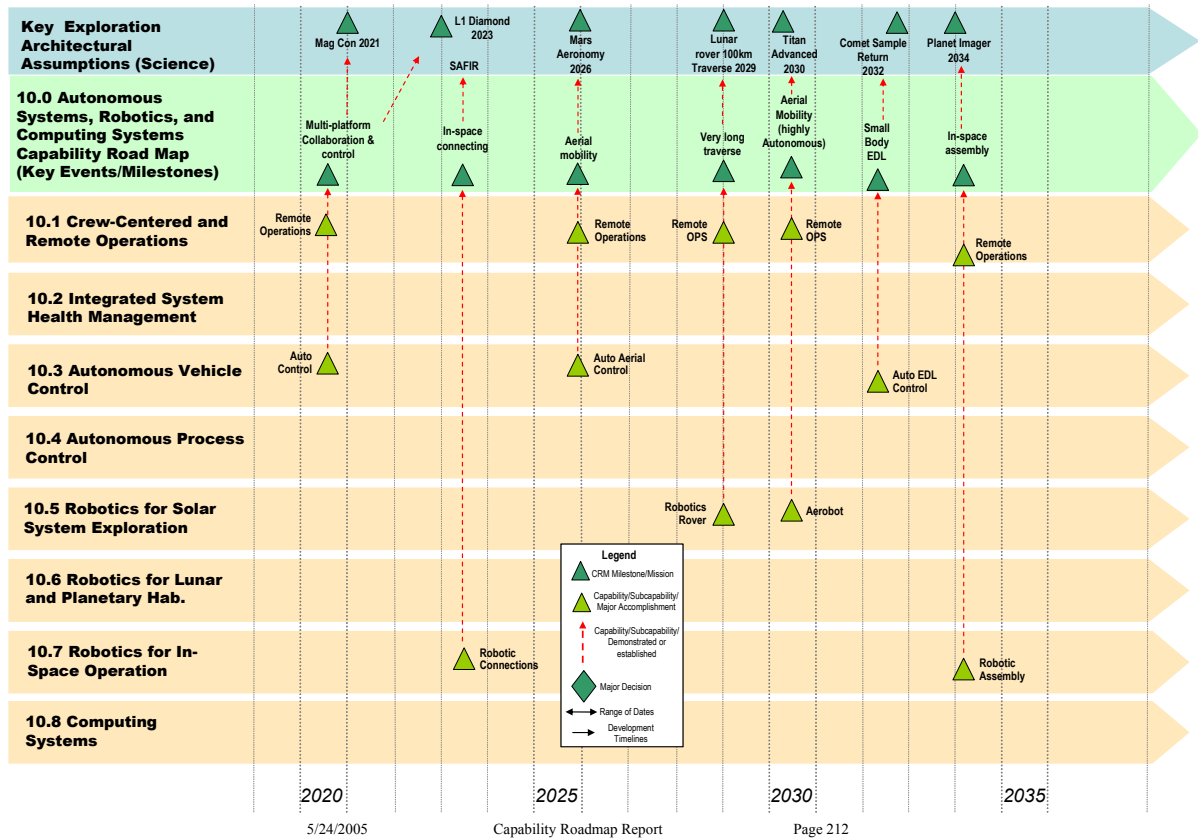 Key Exploration
Architectural
Assumptions (Science)
Mag Con 2021
L1 Diamond
2023
SAFIR
Mars
Aeronomy
2026
Lunar
rover 100km
Traverse 2029
Titan
Advanced
2030
Comet Sample
Return
2032
Planet Imager
2034
10.0 Autonomous
Systems, Robotics, and
Computing Systems
Capability Road Map
(Key Events/Milestones)
Multi-platform
Collaboration &
control
In-space
connecting
Aerial
mobility
Very long
traverse
Aerial
Mobility
(highly
Autonomous)
Small
Body
EDL
In-space
assembly
10.1 Crew-Centered and
Remote Operations
Remote
Operations
Remote
Operations
Remote
OPS
Remote
OPS
Remote
Operations
10.2 Integrated System
Health Management
10.3 Autonomous Vehicle
Control
Auto
Control
Auto Aerial
Control
Auto EDL
Control
10.4 Autonomous Process
Control
10.5 Robotics for Solar
System Exploration
Robotics
Rover
Aerobot
10.6 Robotics for Lunar
and Planetary Hab.
10.7 Robotics for In-
Space Operation
Robotic
Connections
Robotic
Assembly
10.8 Computing
Systems
Legend
CRM Milestone/Mission
Capability/Subcapability/
Major Accomplishment
Capability/Subcapability/
Demonstrated or
established
Major Decision
Range of Dates
Development
Timelines
2020
2025
2030
2035
5/24/2005
Capability Roadmap Report
Page 212